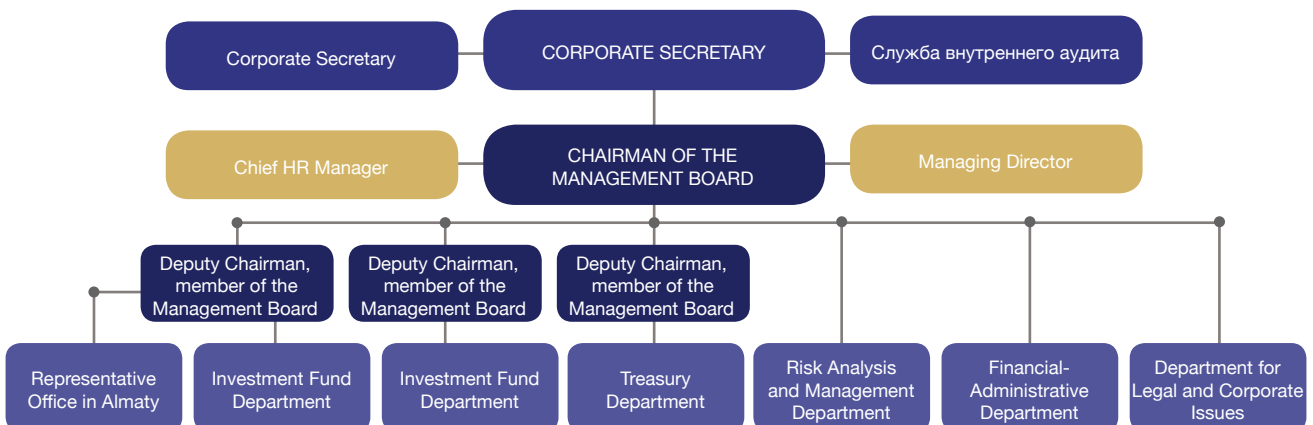 Corporate Secretary
CORPORATE SECRETARY
Служба внутреннего аудита
Chief HR Manager
CHAIRMAN OF THE
MANAGEMENT BOARD
Managing Director
Deputy Chairman,
member of the
Management Board
Deputy Chairman,
member of the
Management Board
Deputy Chairman,
member of the
Management Board
Representative
Office in Almaty
Investment Fund
Department
Investment Fund
Department
Treasury
Department
Risk Analysis
and Management
Department
Financial-
Administrative
Department
Department for
Legal and Corporate
Issues